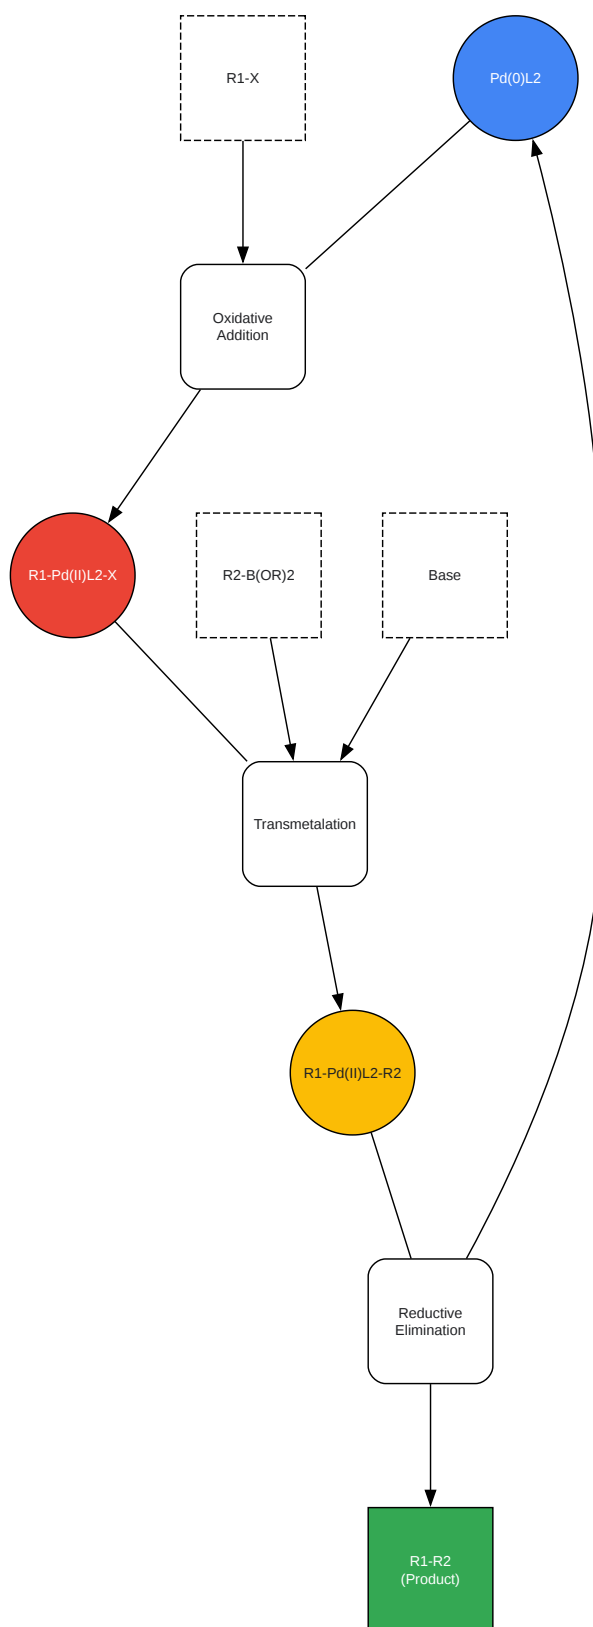 R1-X
Pd(0)L2
Oxidative
Addition
R1-Pd(II)L2-X
R2-B(OR)2
Base
Transmetalation
R1-Pd(II)L2-R2
Reductive
Elimination
R1-R2
(Product)